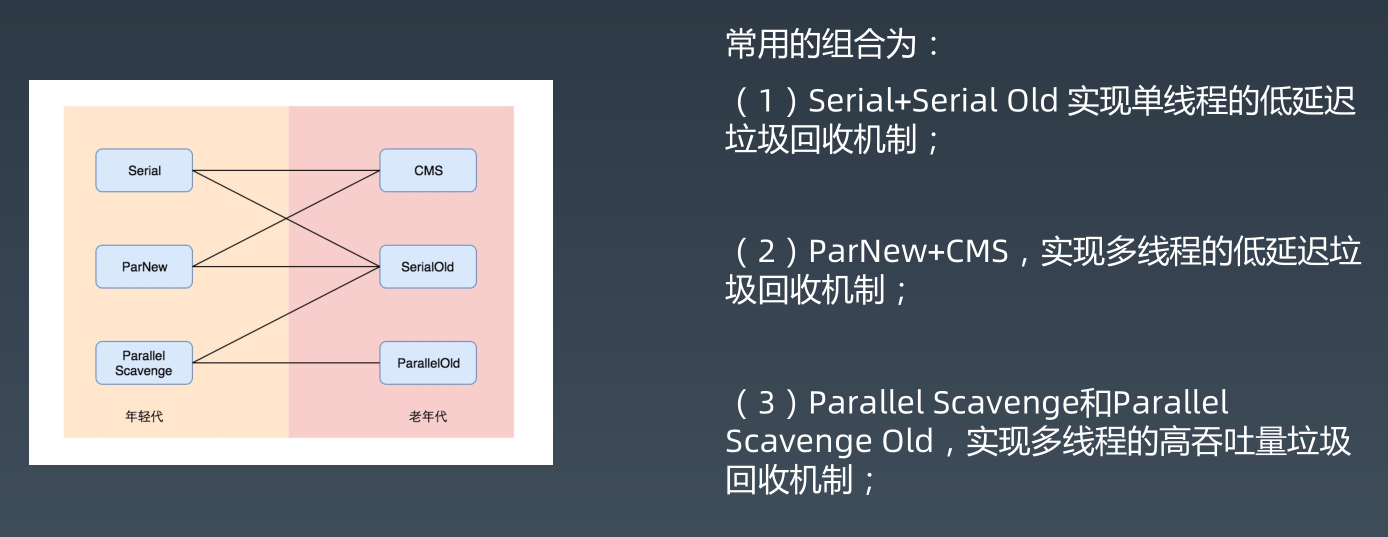 Serial
CMS
ParNew
SerialOld
Parallel
Scavenge
ParallelOld
年轻代
老年代
常用的组合为：
（1）Serial+Serial Old 实现单线程的低延迟
垃圾回收机制；
（2）ParNew+CMS，实现多线程的低延迟垃
圾回收机制；
（3）Parallel Scavenge和Parallel
Scavenge Old，实现多线程的高吞吐量垃圾
回收机制；